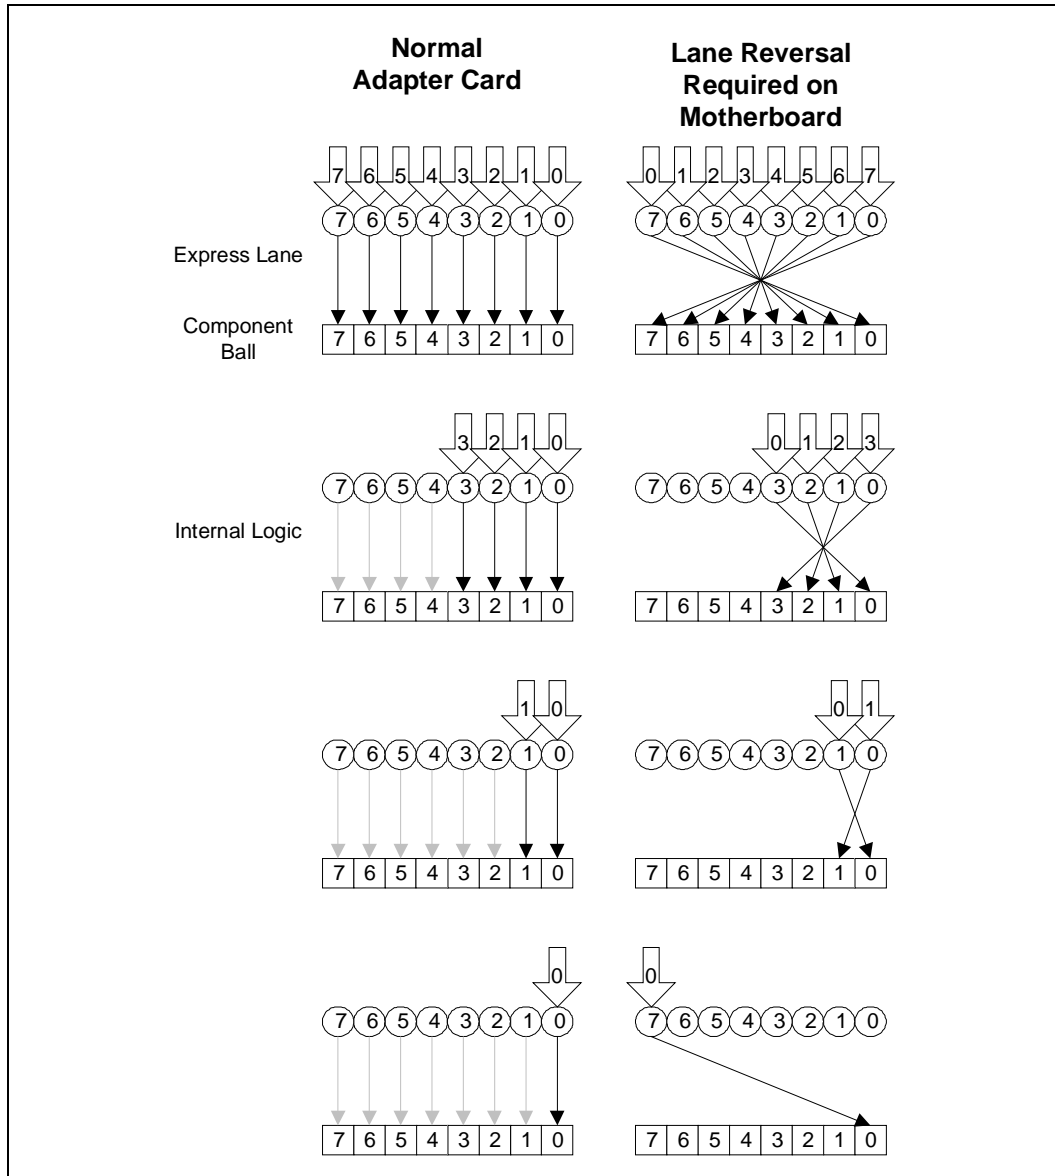 Normal
Adapter Card
Lane Reversal
Required on
Motherboard
7 6 5 4 3 2 1 0
0 1 2 3 4 5 6 7
7 6 5 4 3 2 1 0
7 6 5 4 3 2 1 0
Express Lane
Component
Ball
7 6 5 4 3 2 1 0
7 6 5 4 3 2 1 0
3 2 1 0
0 1 2 3
7 6 5 4 3 2 1 0
7 6 5 4 3 2 1 0
Internal Logic
7 6 5 4 3 2 1 0
7 6 5 4 3 2 1 0
1 0
0 1
7 6 5 4 3 2 1 0
7 6 5 4 3 2 1 0
7 6 5 4 3 2 1 0
7 6 5 4 3 2 1 0
0
0
7 6 5 4 3 2 1 0
7 6 5 4 3 2 1 0
7 6 5 4 3 2 1 0
7 6 5 4 3 2 1 0